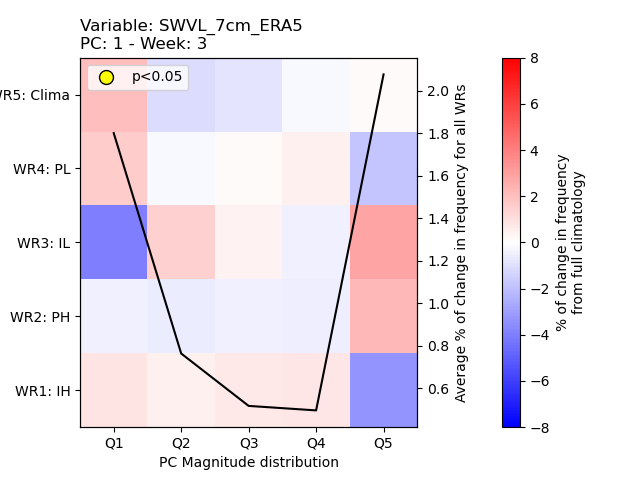 Variable: SWVL_7cm_ERA5
PC: 1 - Week: 3
p<0.05
WR5: Clima
WR4: PL
WR3: IL
WR2: PH
WR1: IH
Q1 Q2 Q3 Q4 Q5
PC Magnitude distribution
2.0
1.8
1.6
1.4
1.2
1.0
0.8
0.6
Average % of change in frequency for all WRs
8
6
4
2
0
−2
−4
−6
−8
% of change in frequency
from full climatology